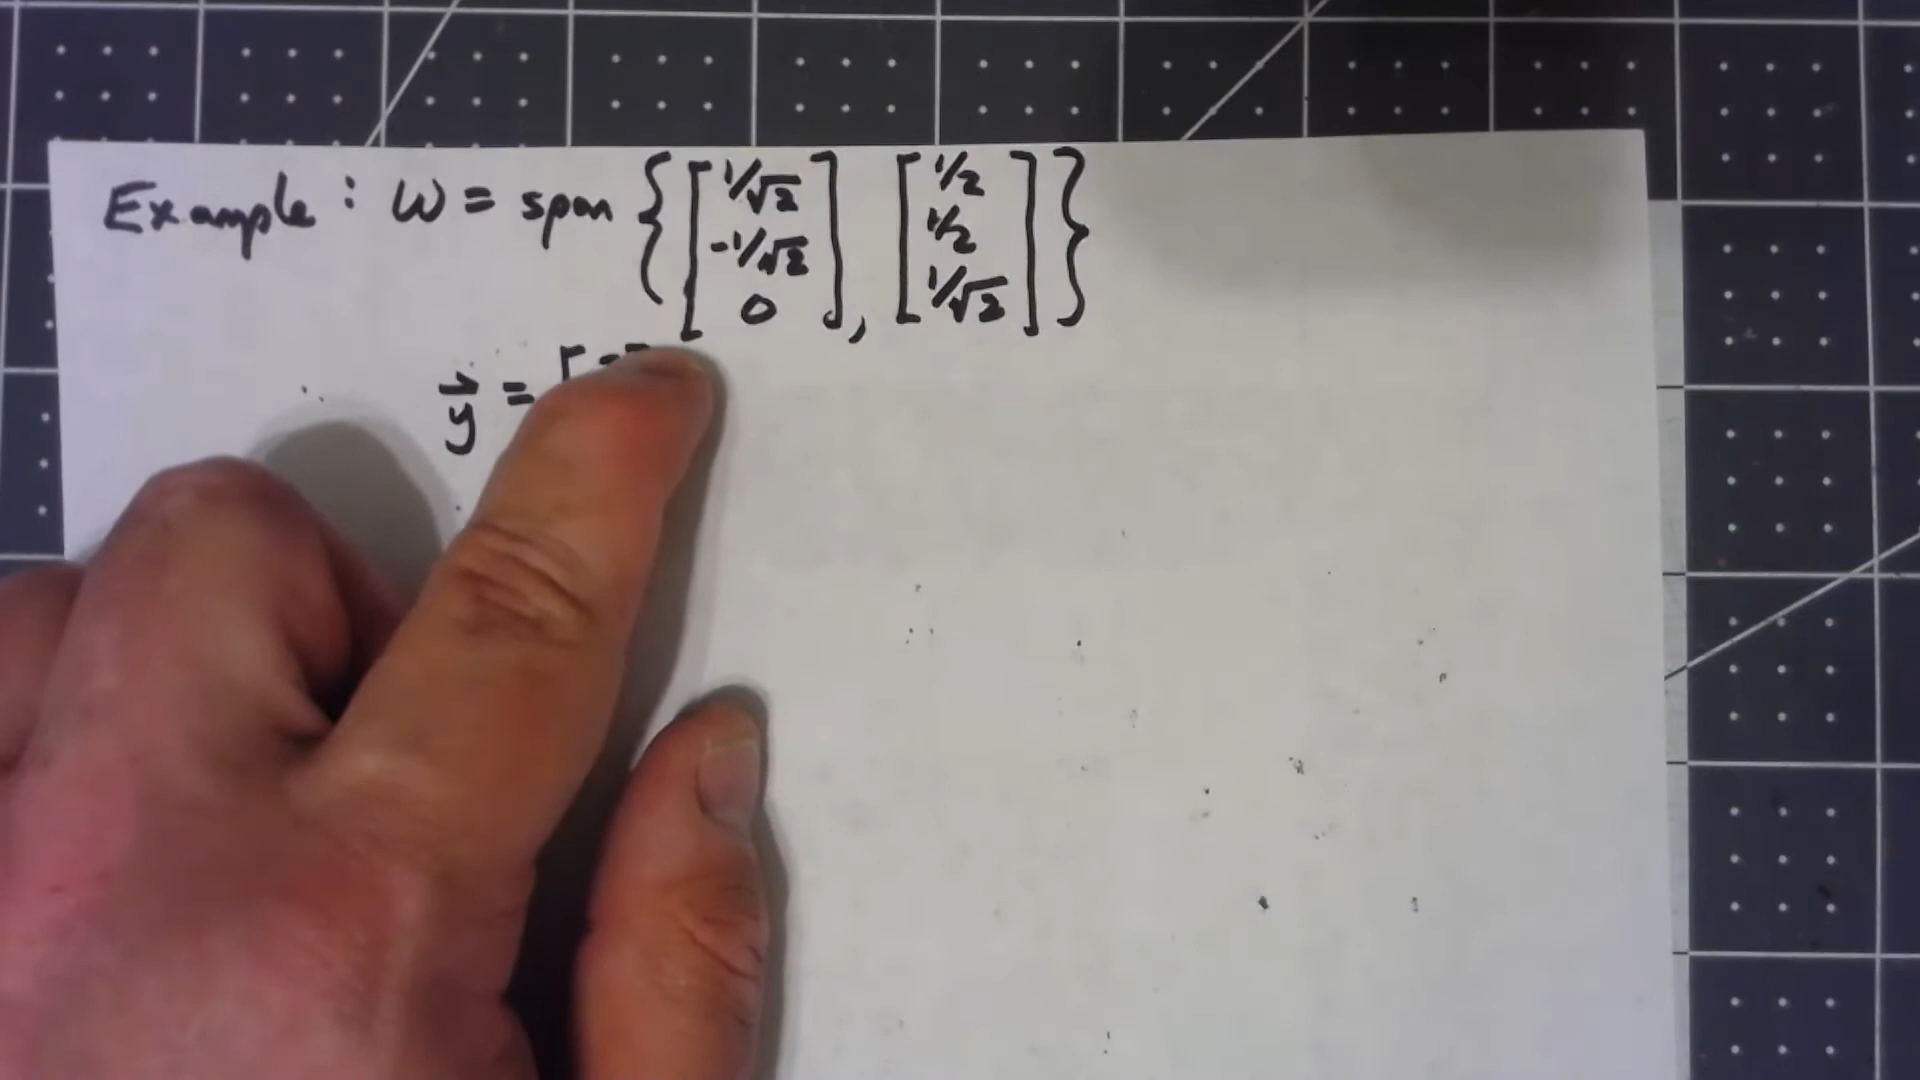 Example : W = span { [ 1/√2 -1/√2 0 ] , [ 1/2 1/2 1/√2 ] }
y⃗ = [